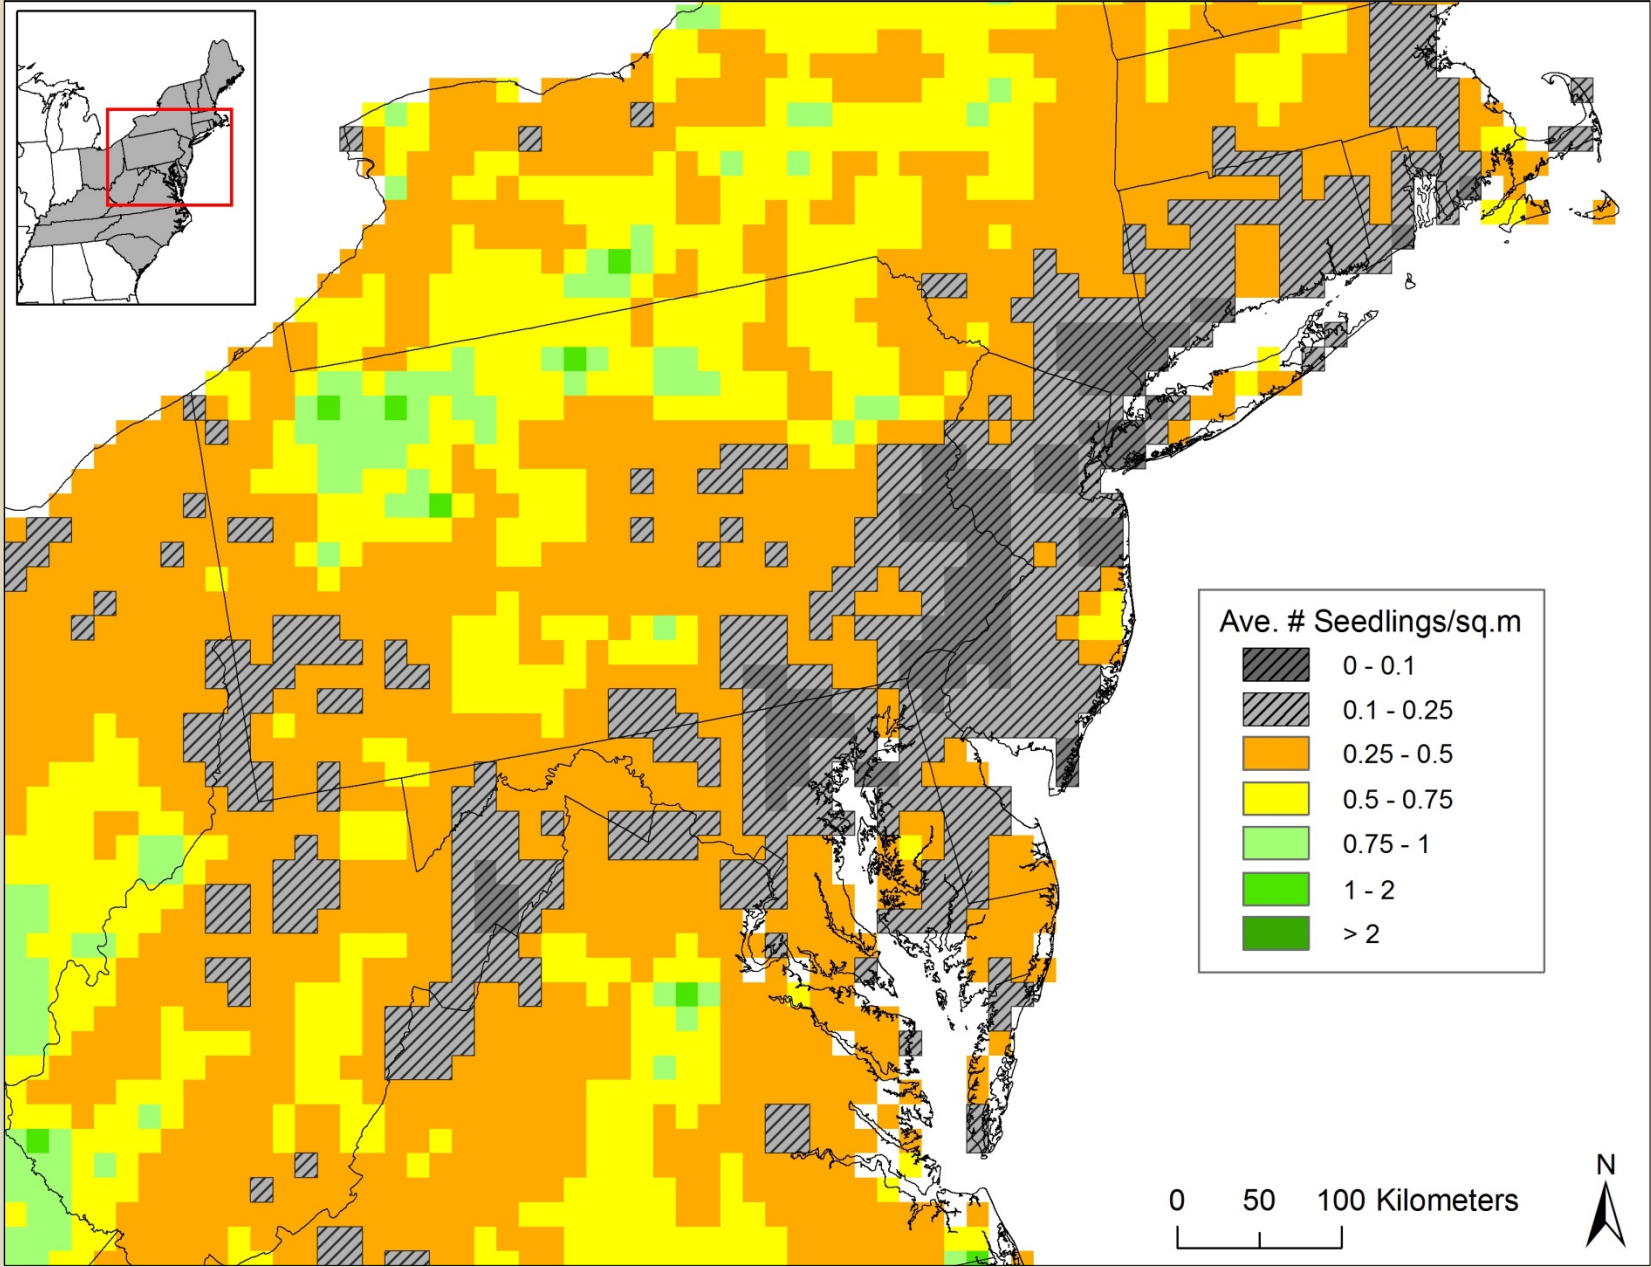 Ave. # Seedlings/sq.m
0 - 0.1
0.1 - 0.25
0.25 - 0.5
0.5 - 0.75
0.75 - 1
1 - 2
> 2
N
0 50 100 Kilometers